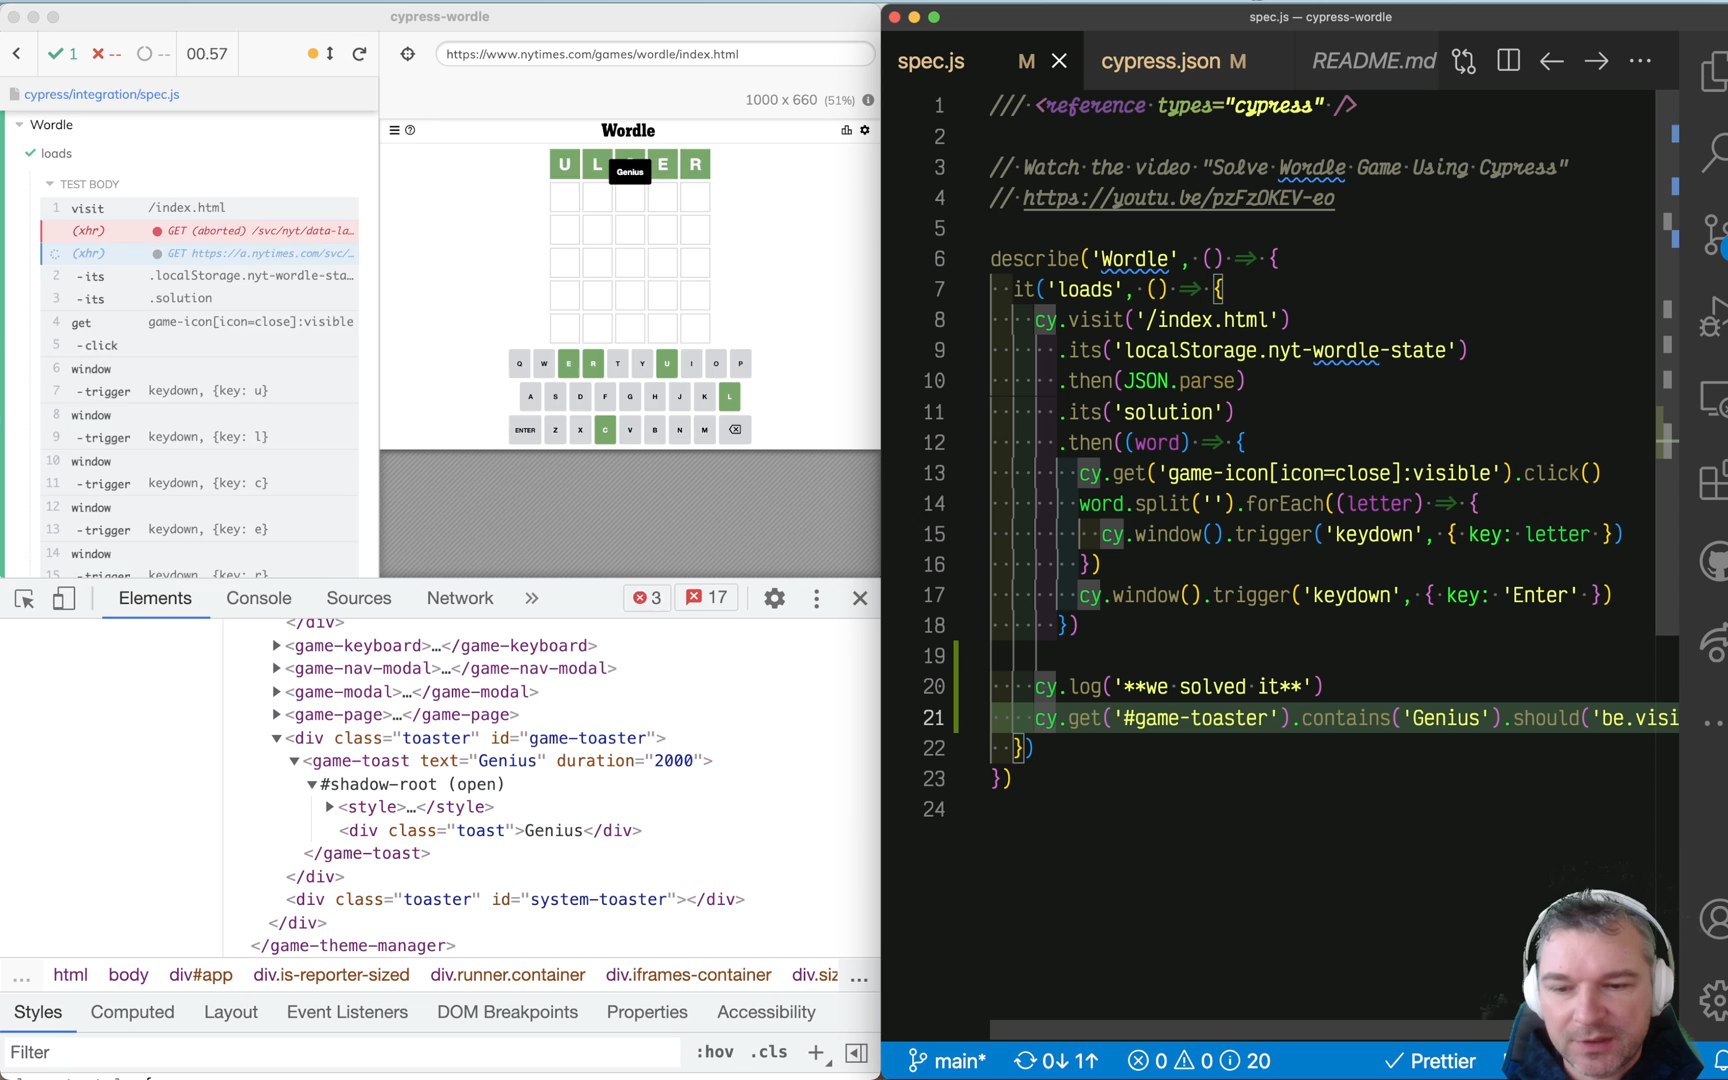 cypress-wordle
1
--
--
00.57
https://www.nytimes.com/games/wordle/index.html
cypress/integration/spec.js
1000 x 660 (51%)
Wordle
loads
TEST BODY
1 visit /index.html
(xhr) GET (aborted) /svc/nyt/data-la…
(xhr) GET https://a.nytimes.com/svc/…
2 -its .localStorage.nyt-wordle-sta…
3 -its .solution
4 get game-icon[icon=close]:visible
5 -click
6 window
7 -trigger keydown, {key: u}
8 window
9 -trigger keydown, {key: l}
10 window
11 -trigger keydown, {key: c}
12 window
13 -trigger keydown, {key: e}
14 window
15 -trigger keydown, {key: r}
Wordle
U L E R
Genius
Q W E R T Y U I O P
A S D F G H J K L
ENTER Z X C V B N M
Elements Console Sources Network » 3 17
</div>
<game-keyboard>…</game-keyboard>
<game-nav-modal>…</game-nav-modal>
<game-modal>…</game-modal>
<game-page>…</game-page>
<div class="toaster" id="game-toaster">
<game-toast text="Genius" duration="2000">
#shadow-root (open)
<style>…</style>
<div class="toast">Genius</div>
</game-toast>
</div>
<div class="toaster" id="system-toaster"></div>
</div>
</game-theme-manager>
… html body div#app div.is-reporter-sized div.runner.container div.iframes-container div.siz …
Styles Computed Layout Event Listeners DOM Breakpoints Properties Accessibility
Filter :hov .cls +
spec.js — cypress-wordle
spec.js M cypress.json M README.md
1 /// <reference types="cypress" />
2
3 // Watch the video "Solve Wordle Game Using Cypress"
4 // https://youtu.be/pzFzOKEV-eo
5
6 describe('Wordle', () => {
7 it('loads', () => {
8 cy.visit('/index.html')
9 .its('localStorage.nyt-wordle-state')
10 .then(JSON.parse)
11 .its('solution')
12 .then((word) => {
13 cy.get('game-icon[icon=close]:visible').click()
14 word.split('').forEach((letter) => {
15 cy.window().trigger('keydown', { key: letter })
16 })
17 cy.window().trigger('keydown', { key: 'Enter' })
18 })
19
20 cy.log('**we solved it**')
21 cy.get('#game-toaster').contains('Genius').should('be.visi
22 })
23 })
24
main* 0↓ 1↑ 0 0 20 Prettier